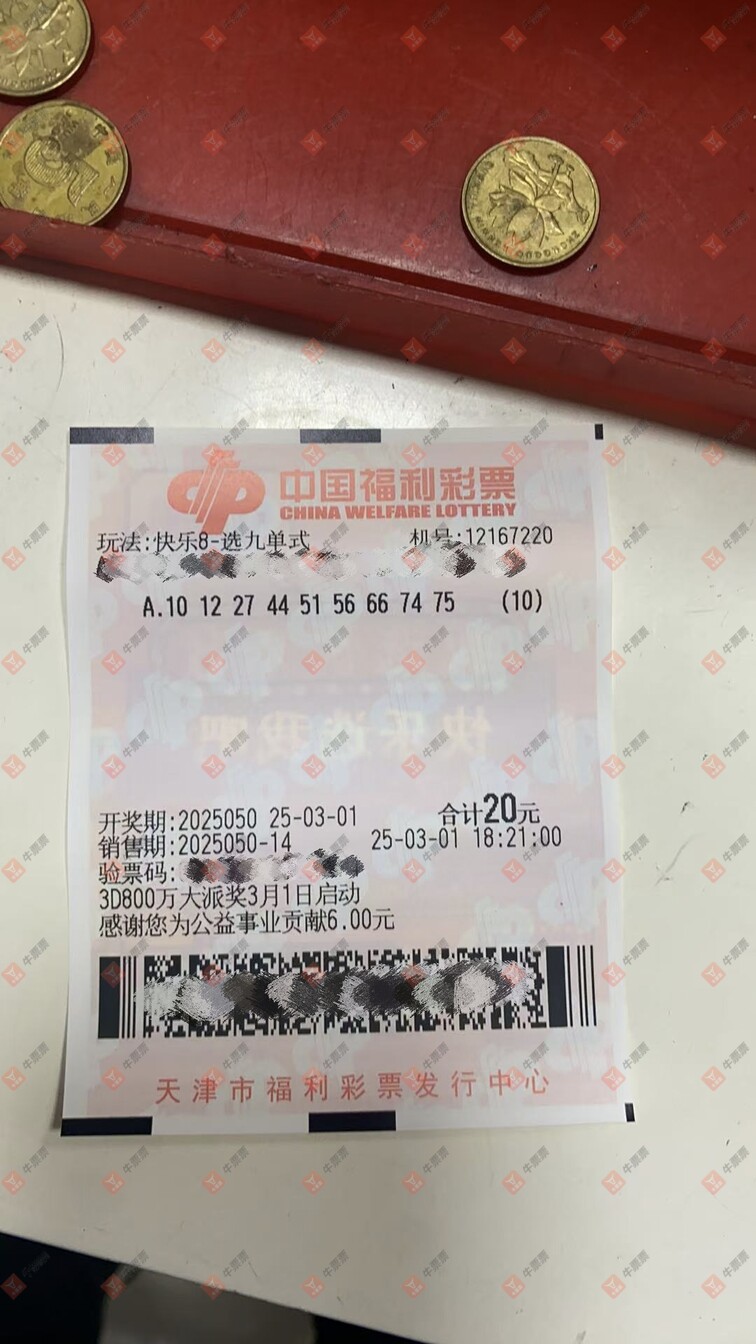 中国福利彩票
CHINA WELFARE LOTTERY
玩法:快乐8-选九单式 机号:12167220
A.10 12 27 44 51 56 66 74 75 (10)
开奖期:2025050 25-03-01 合计20元
销售期:2025050-14 25-03-01 18:21:00
验票码:
3D800万大派奖3月1日启动
感谢您为公益事业贡献6.00元
天津市福利彩票发行中心
牛票票